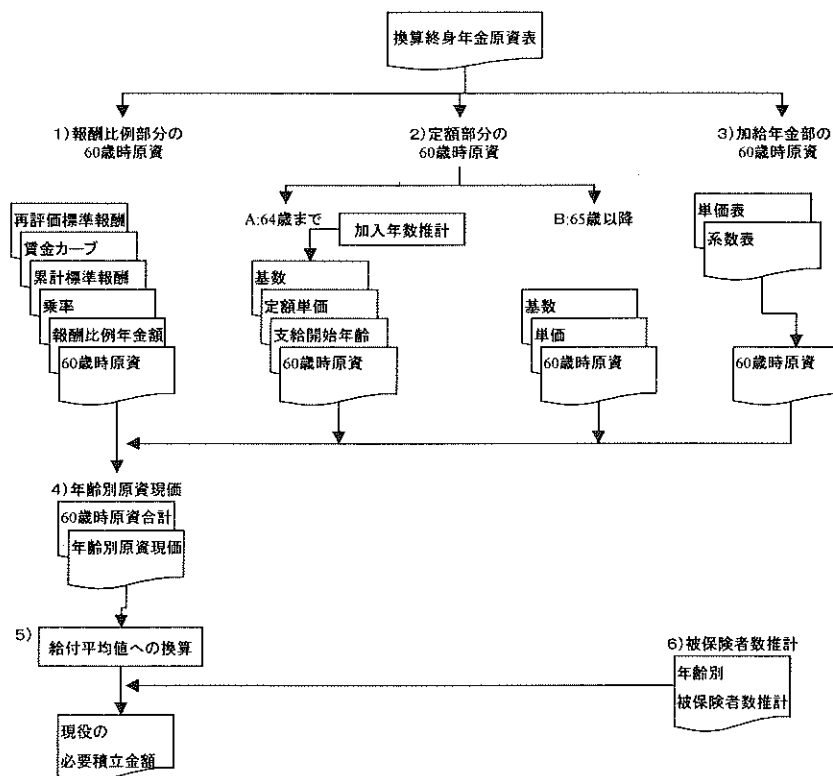 換算終身年金原資表
1)報酬比例部分の
60歳時原資
2)定額部分の
60歳時原資
3)加給年金部の
60歳時原資
A:64歳まで
B:65歳以降
加入年数推計
再評価標準報酬
賃金カーブ
累計標準報酬
乗率
報酬比例年金額
60歳時原資
基数
定額単価
支給開始年齢
60歳時原資
基数
単価
60歳時原資
単価表
系数表
60歳時原資
4)年齢別原資現価
60歳時原資合計
年齢別原資現価
5)
給付平均値への換算
6)被保険者数推計
年齢別
被保険者数推計
現役の
必要積立金額